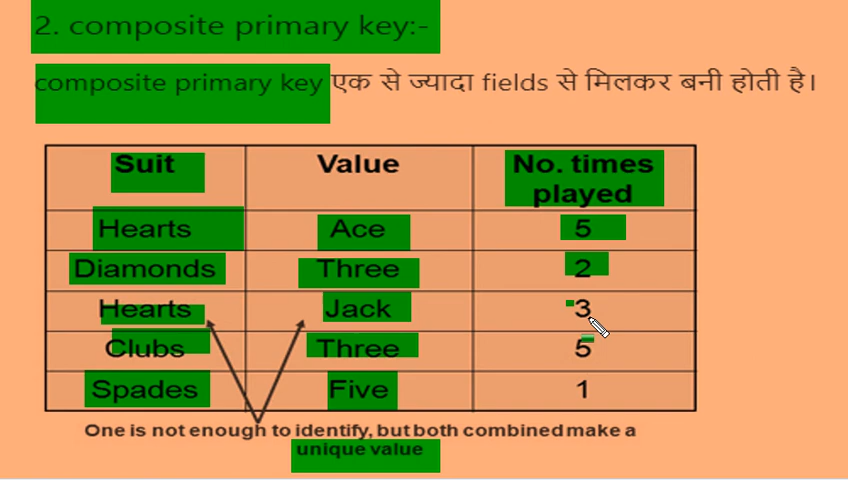 2. composite primary key:-
composite primary key एक से ज्यादा fields से मिलकर बनी होती है।
Suit Value No. times played
Hearts Ace 5
Diamonds Three 2
Hearts Jack 3
Clubs Three 5
Spades Five 1
One is not enough to identify, but both combined make a
unique value